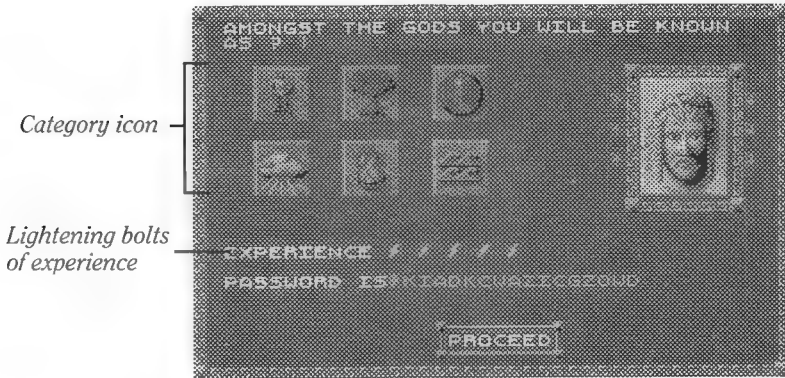 AMONGST THE GODS YOU WILL BE KNOWN
AS ?
Category icon
Lightening bolts
of experience
EXPERIENCE
PASSWORD IS
PROCEED